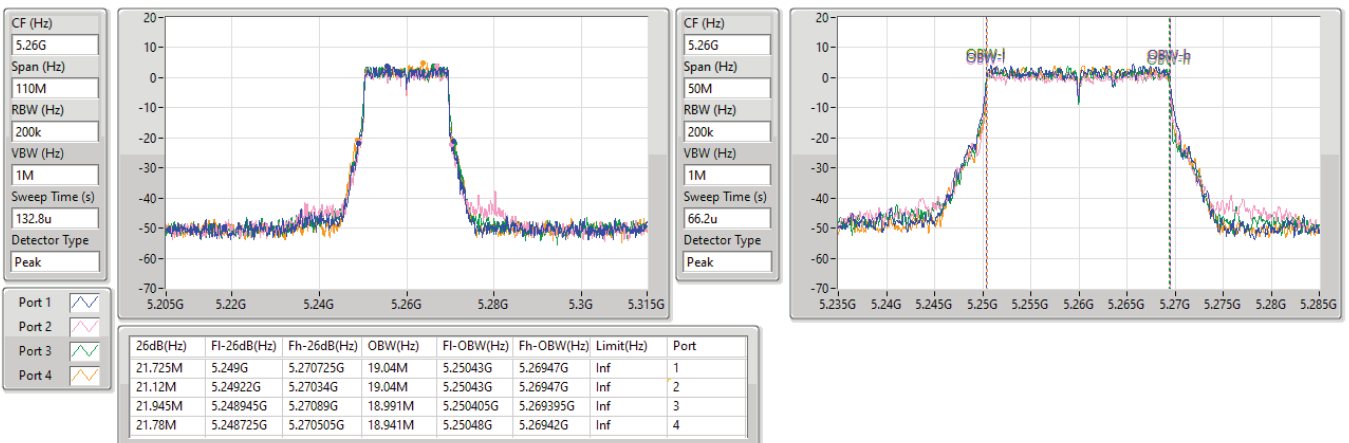 CF (Hz)
5.26G
Span (Hz)
110M
RBW (Hz)
200k
VBW (Hz)
1M
Sweep Time (s)
132.8u
Detector Type
Peak
20
10
0
-10
-20
-30
-40
-50
-60
-70
5.205G 5.22G 5.24G 5.26G 5.28G 5.3G 5.315G
CF (Hz)
5.26G
Span (Hz)
50M
RBW (Hz)
200k
VBW (Hz)
1M
Sweep Time (s)
66.2u
Detector Type
Peak
20
10
0
-10
-20
-30
-40
-50
-60
-70
OBW-l OBW-h
5.235G 5.24G 5.245G 5.25G 5.255G 5.26G 5.265G 5.27G 5.275G 5.28G 5.285G
Port 1
Port 2
Port 3
Port 4
26dB(Hz) Fl-26dB(Hz) Fh-26dB(Hz) OBW(Hz) Fl-OBW(Hz) Fh-OBW(Hz) Limit(Hz) Port
21.725M 5.249G 5.270725G 19.04M 5.25043G 5.26947G Inf 1
21.12M 5.24922G 5.27034G 19.04M 5.25043G 5.26947G Inf 2
21.945M 5.248945G 5.27089G 18.991M 5.250405G 5.269395G Inf 3
21.78M 5.248725G 5.270505G 18.941M 5.25048G 5.26942G Inf 4